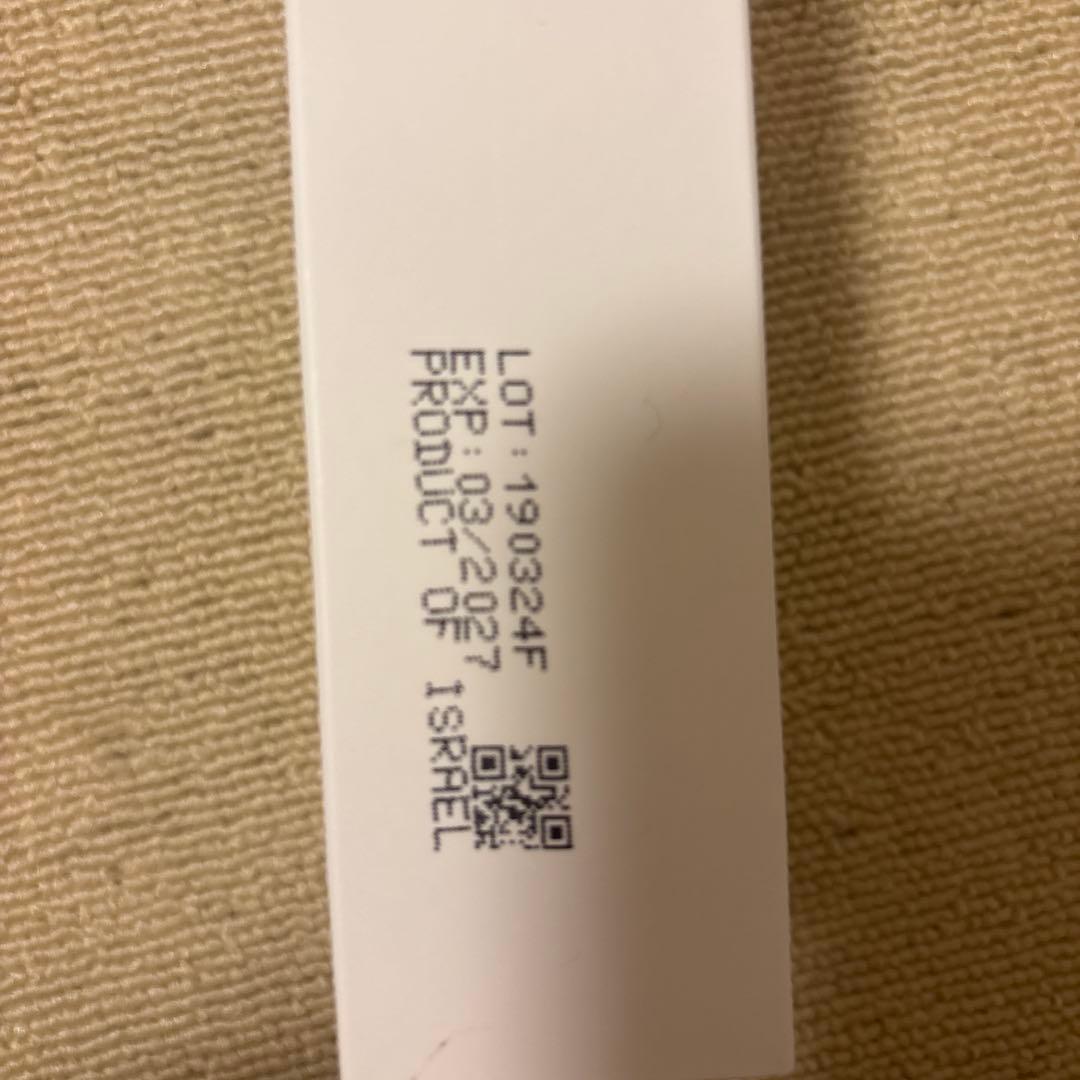 LOT:190324F
EXP:03/2027
PRODUCT OF ISRAEL